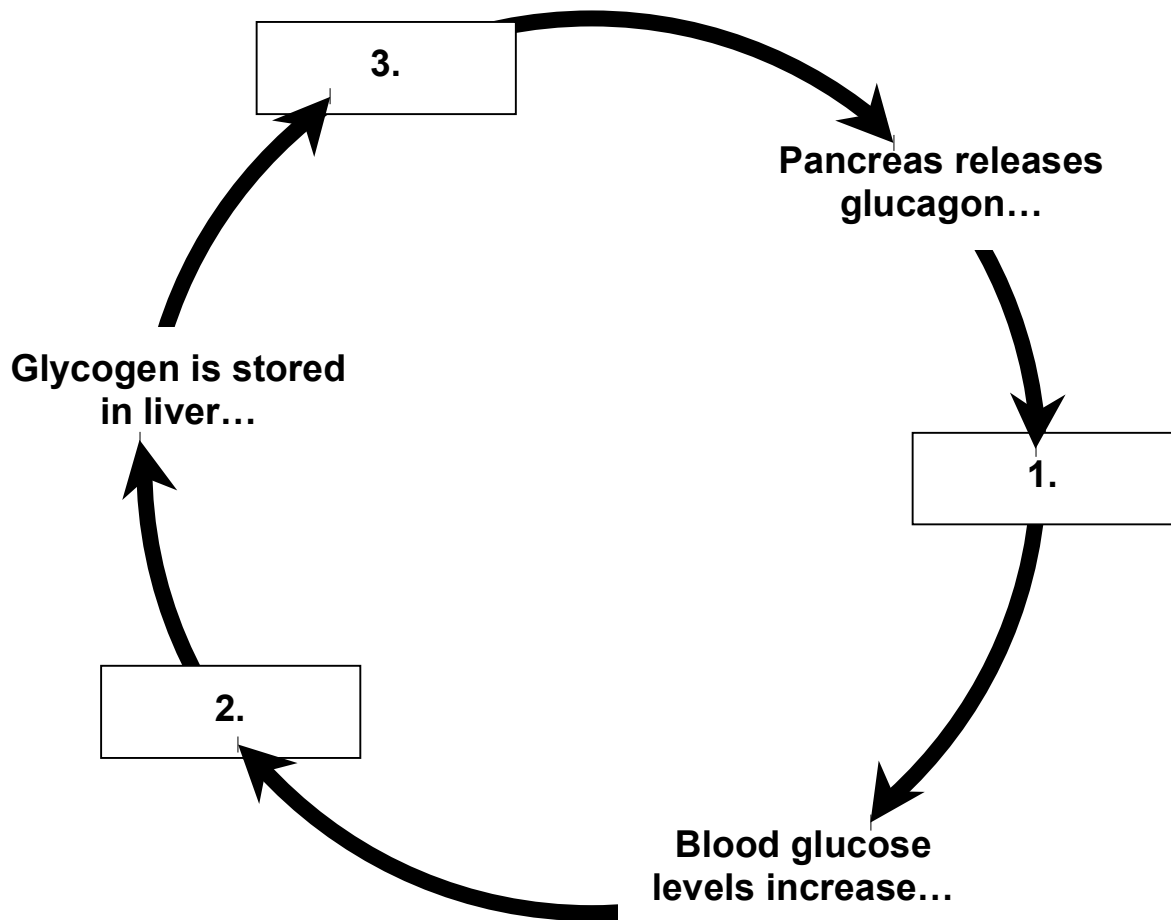 3.
Pancreas releases
glucagon…
1.
Blood glucose
levels increase…
2.
Glycogen is stored
in liver…